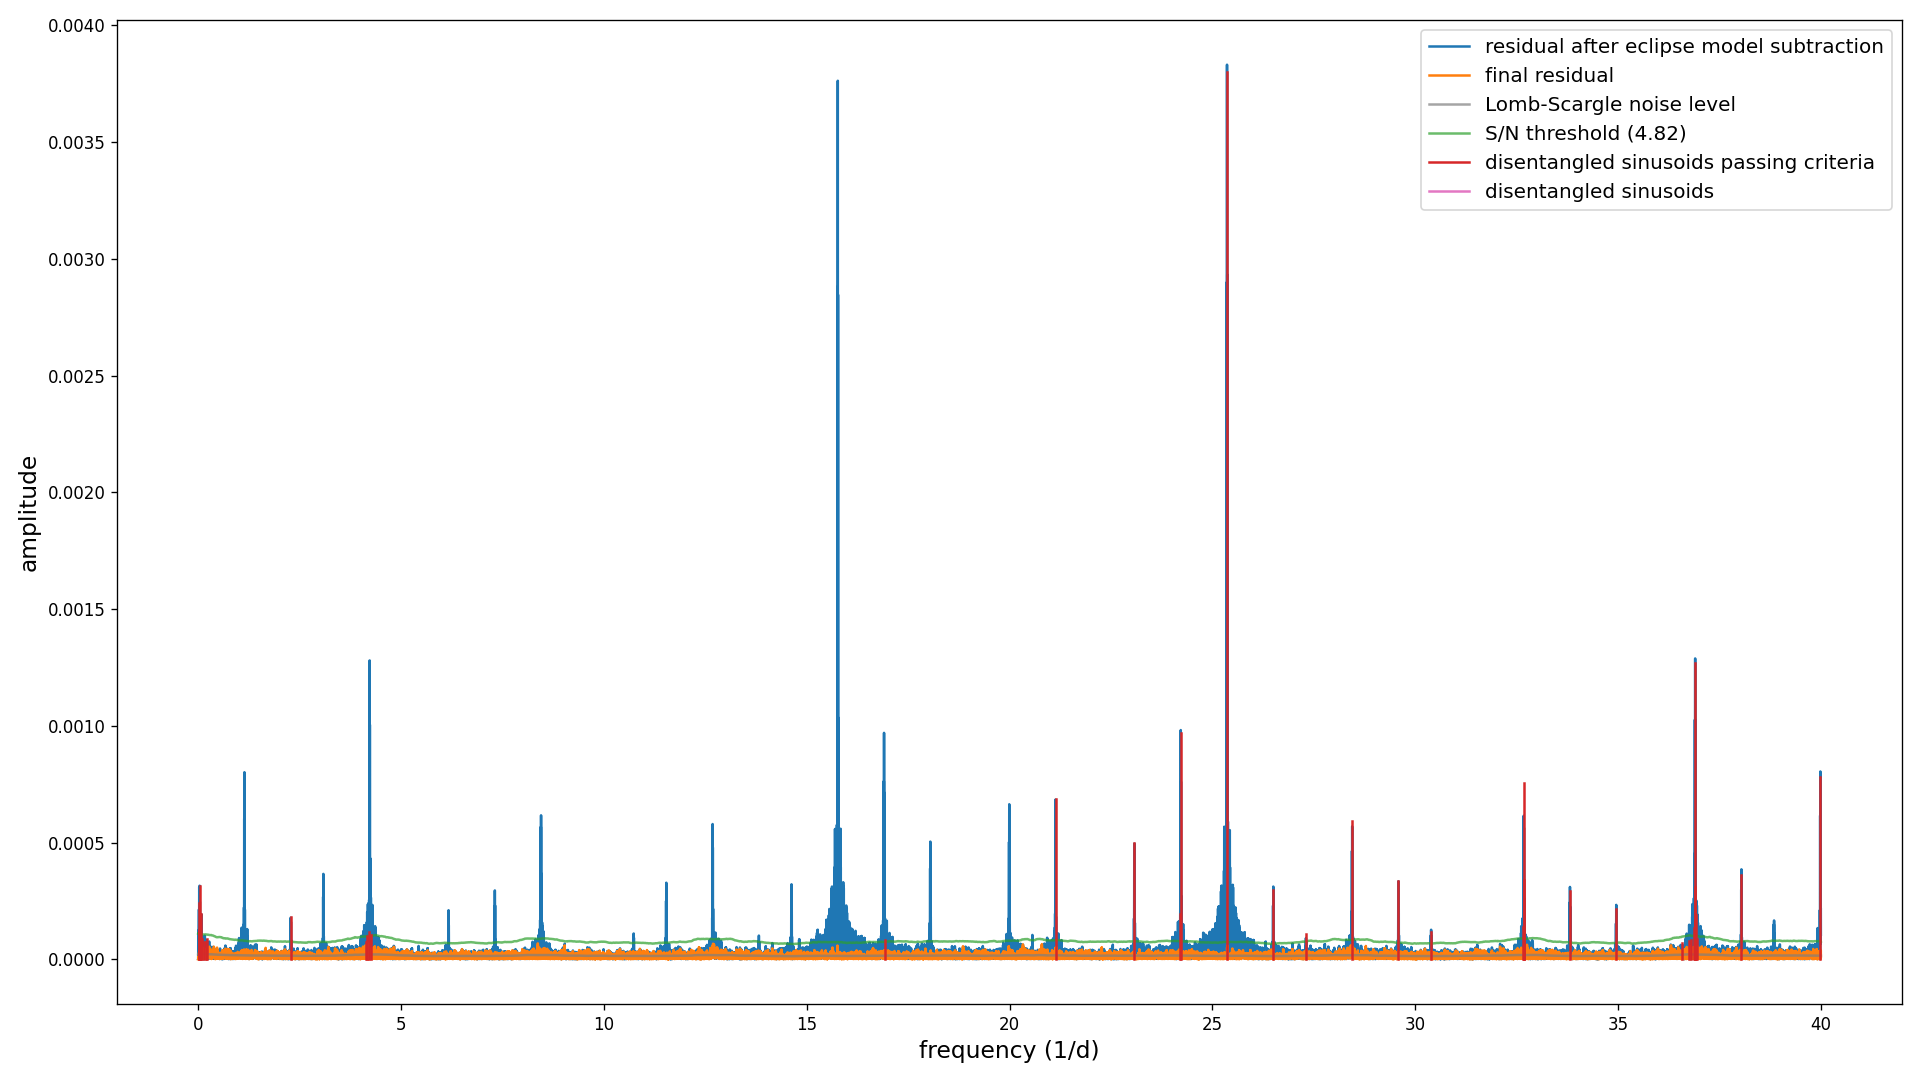 0.0040
0.0035
0.0030
0.0025
0.0020
0.0015
0.0010
0.0005
0.0000
amplitude
residual after eclipse model subtraction
final residual
Lomb-Scargle noise level
S/N threshold (4.82)
disentangled sinusoids passing criteria
disentangled sinusoids
0 5 10 15 20 25 30 35 40
frequency (1/d)